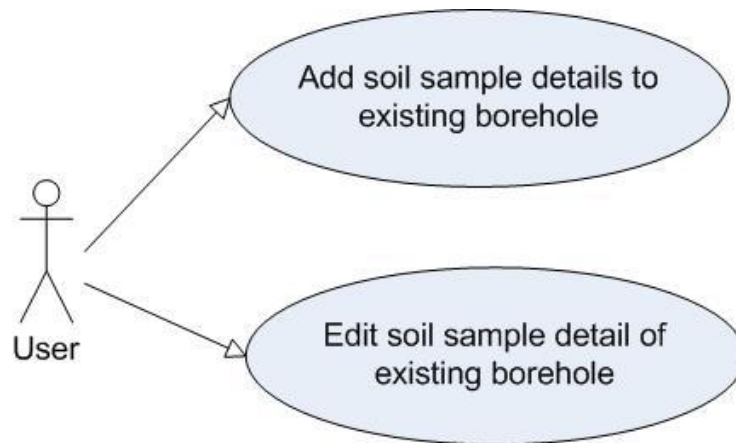 Add soil sample details to
existing borehole
User
Edit soil sample detail of
existing borehole